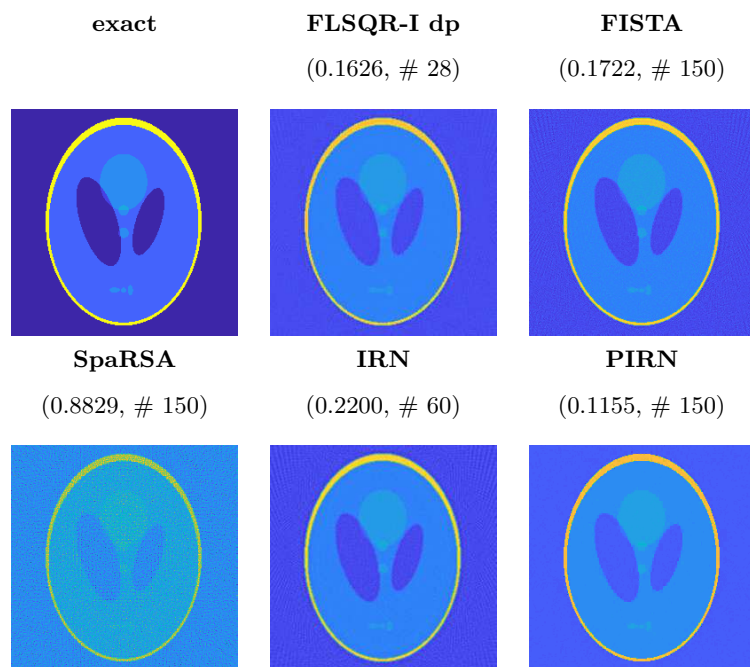 exact
FLSQR-I dp
(0.1626, # 28)
FISTA
(0.1722, # 150)
SpaRSA
(0.8829, # 150)
IRN
(0.2200, # 60)
PIRN
(0.1155, # 150)